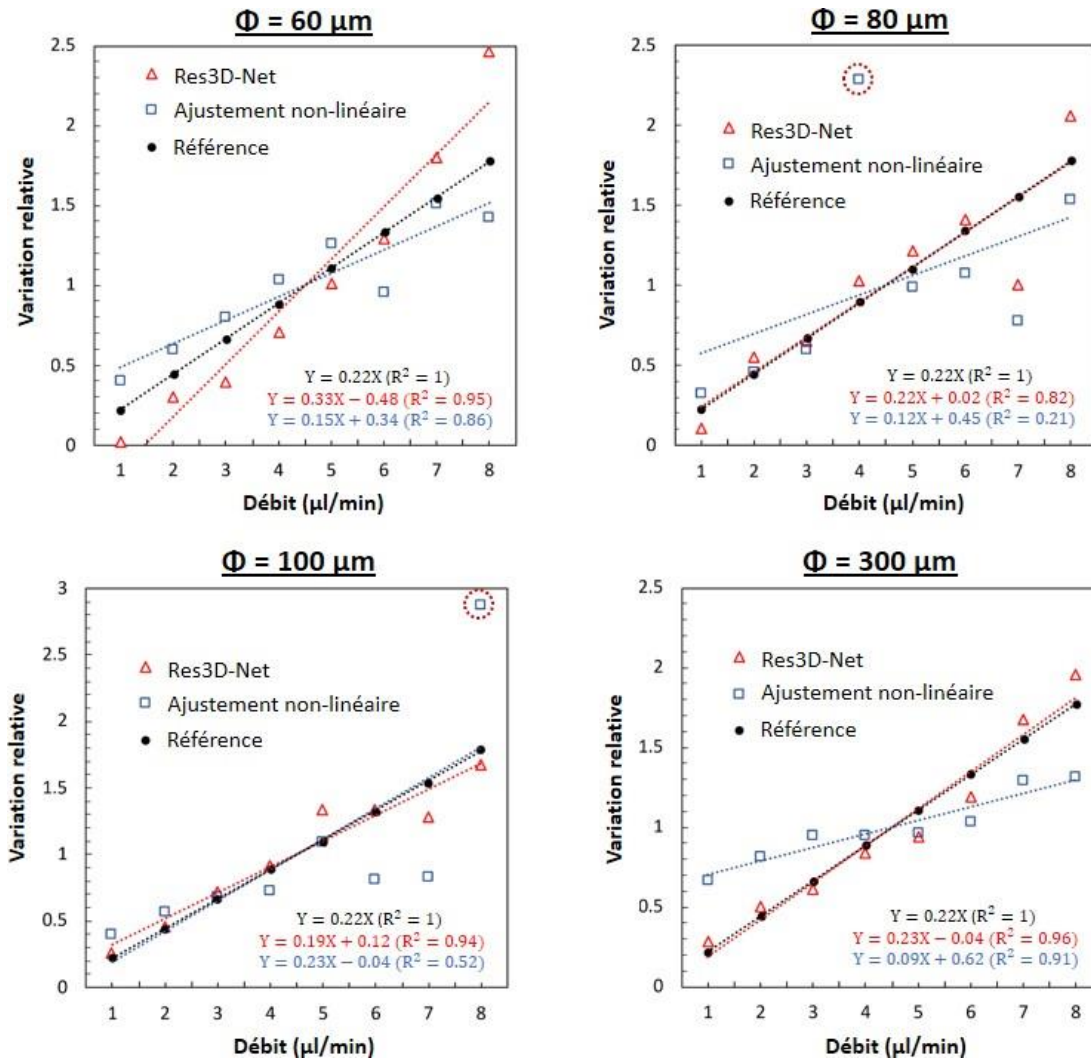 Φ = 60 µm
2.5
2
1.5
1
0.5
0
Variation relative
Res3D-Net
Ajustement non-linéaire
Référence
Y = 0.22X (R² = 1)
Y = 0.33X − 0.48 (R² = 0.95)
Y = 0.15X + 0.34 (R² = 0.86)
1 2 3 4 5 6 7 8
Débit (µl/min)
Φ = 80 µm
2.5
2
1.5
1
0.5
0
Variation relative
Res3D-Net
Ajustement non-linéaire
Référence
Y = 0.22X (R² = 1)
Y = 0.22X + 0.02 (R² = 0.82)
Y = 0.12X + 0.45 (R² = 0.21)
1 2 3 4 5 6 7 8
Débit (µl/min)
Φ = 100 µm
3
2.5
2
1.5
1
0.5
0
Variation relative
Res3D-Net
Ajustement non-linéaire
Référence
Y = 0.22X (R² = 1)
Y = 0.19X + 0.12 (R² = 0.94)
Y = 0.23X − 0.04 (R² = 0.52)
1 2 3 4 5 6 7 8
Débit (µl/min)
Φ = 300 µm
2.5
2
1.5
1
0.5
0
Variation relative
Res3D-Net
Ajustement non-linéaire
Référence
Y = 0.22X (R² = 1)
Y = 0.23X − 0.04 (R² = 0.96)
Y = 0.09X + 0.62 (R² = 0.91)
1 2 3 4 5 6 7 8
Débit (µl/min)